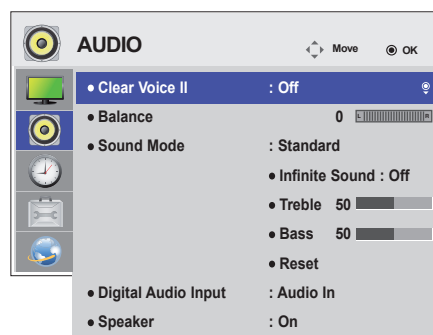 AUDIO Move OK
• Clear Voice II : Off
• Balance 0 L R
• Sound Mode : Standard
• Infinite Sound : Off
• Treble 50
• Bass 50
• Reset
• Digital Audio Input : Audio In
• Speaker : On